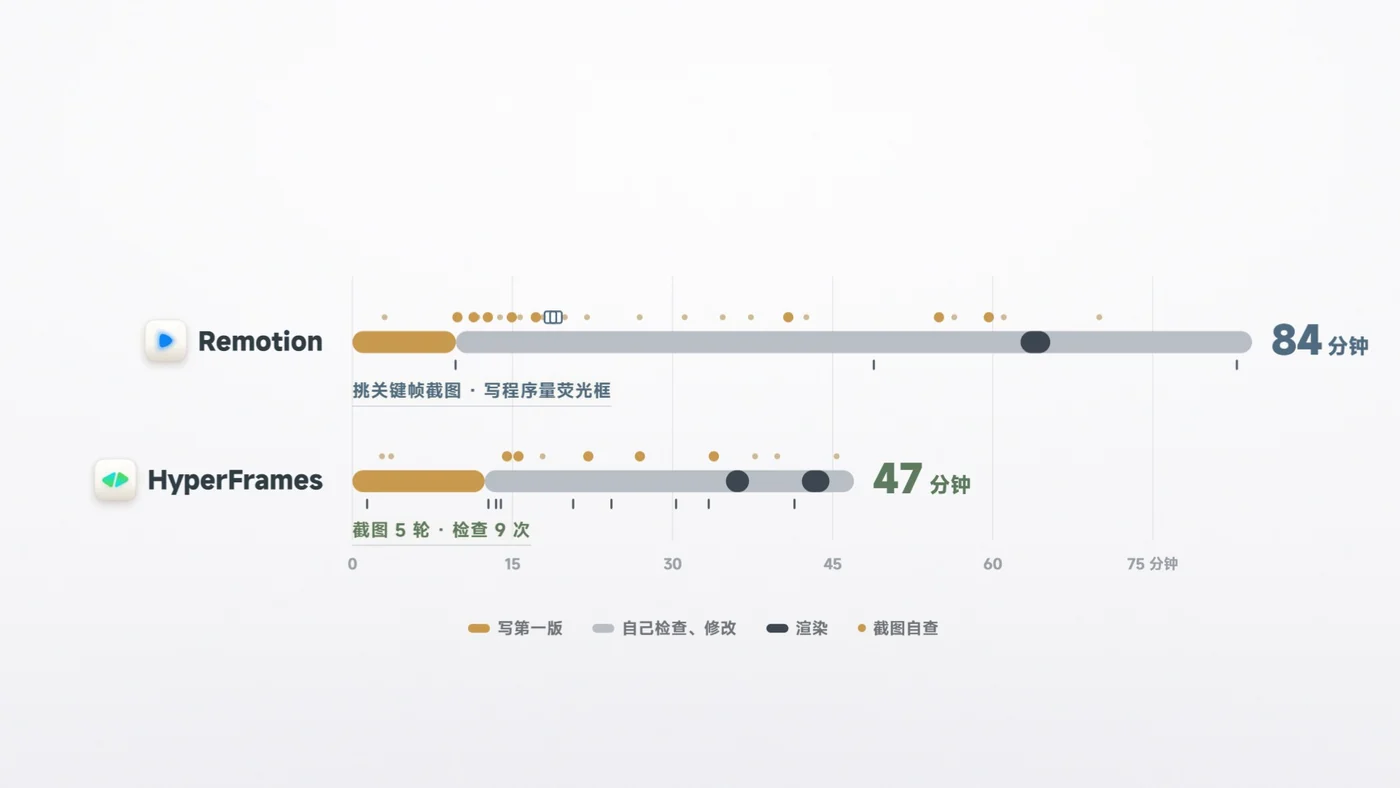 Remotion
84 分钟
挑关键帧截图 · 写程序量荧光框
HyperFrames
47 分钟
截图 5 轮 · 检查 9 次
0 15 30 45 60 75 分钟
写第一版 自己检查、修改 渲染 截图自查